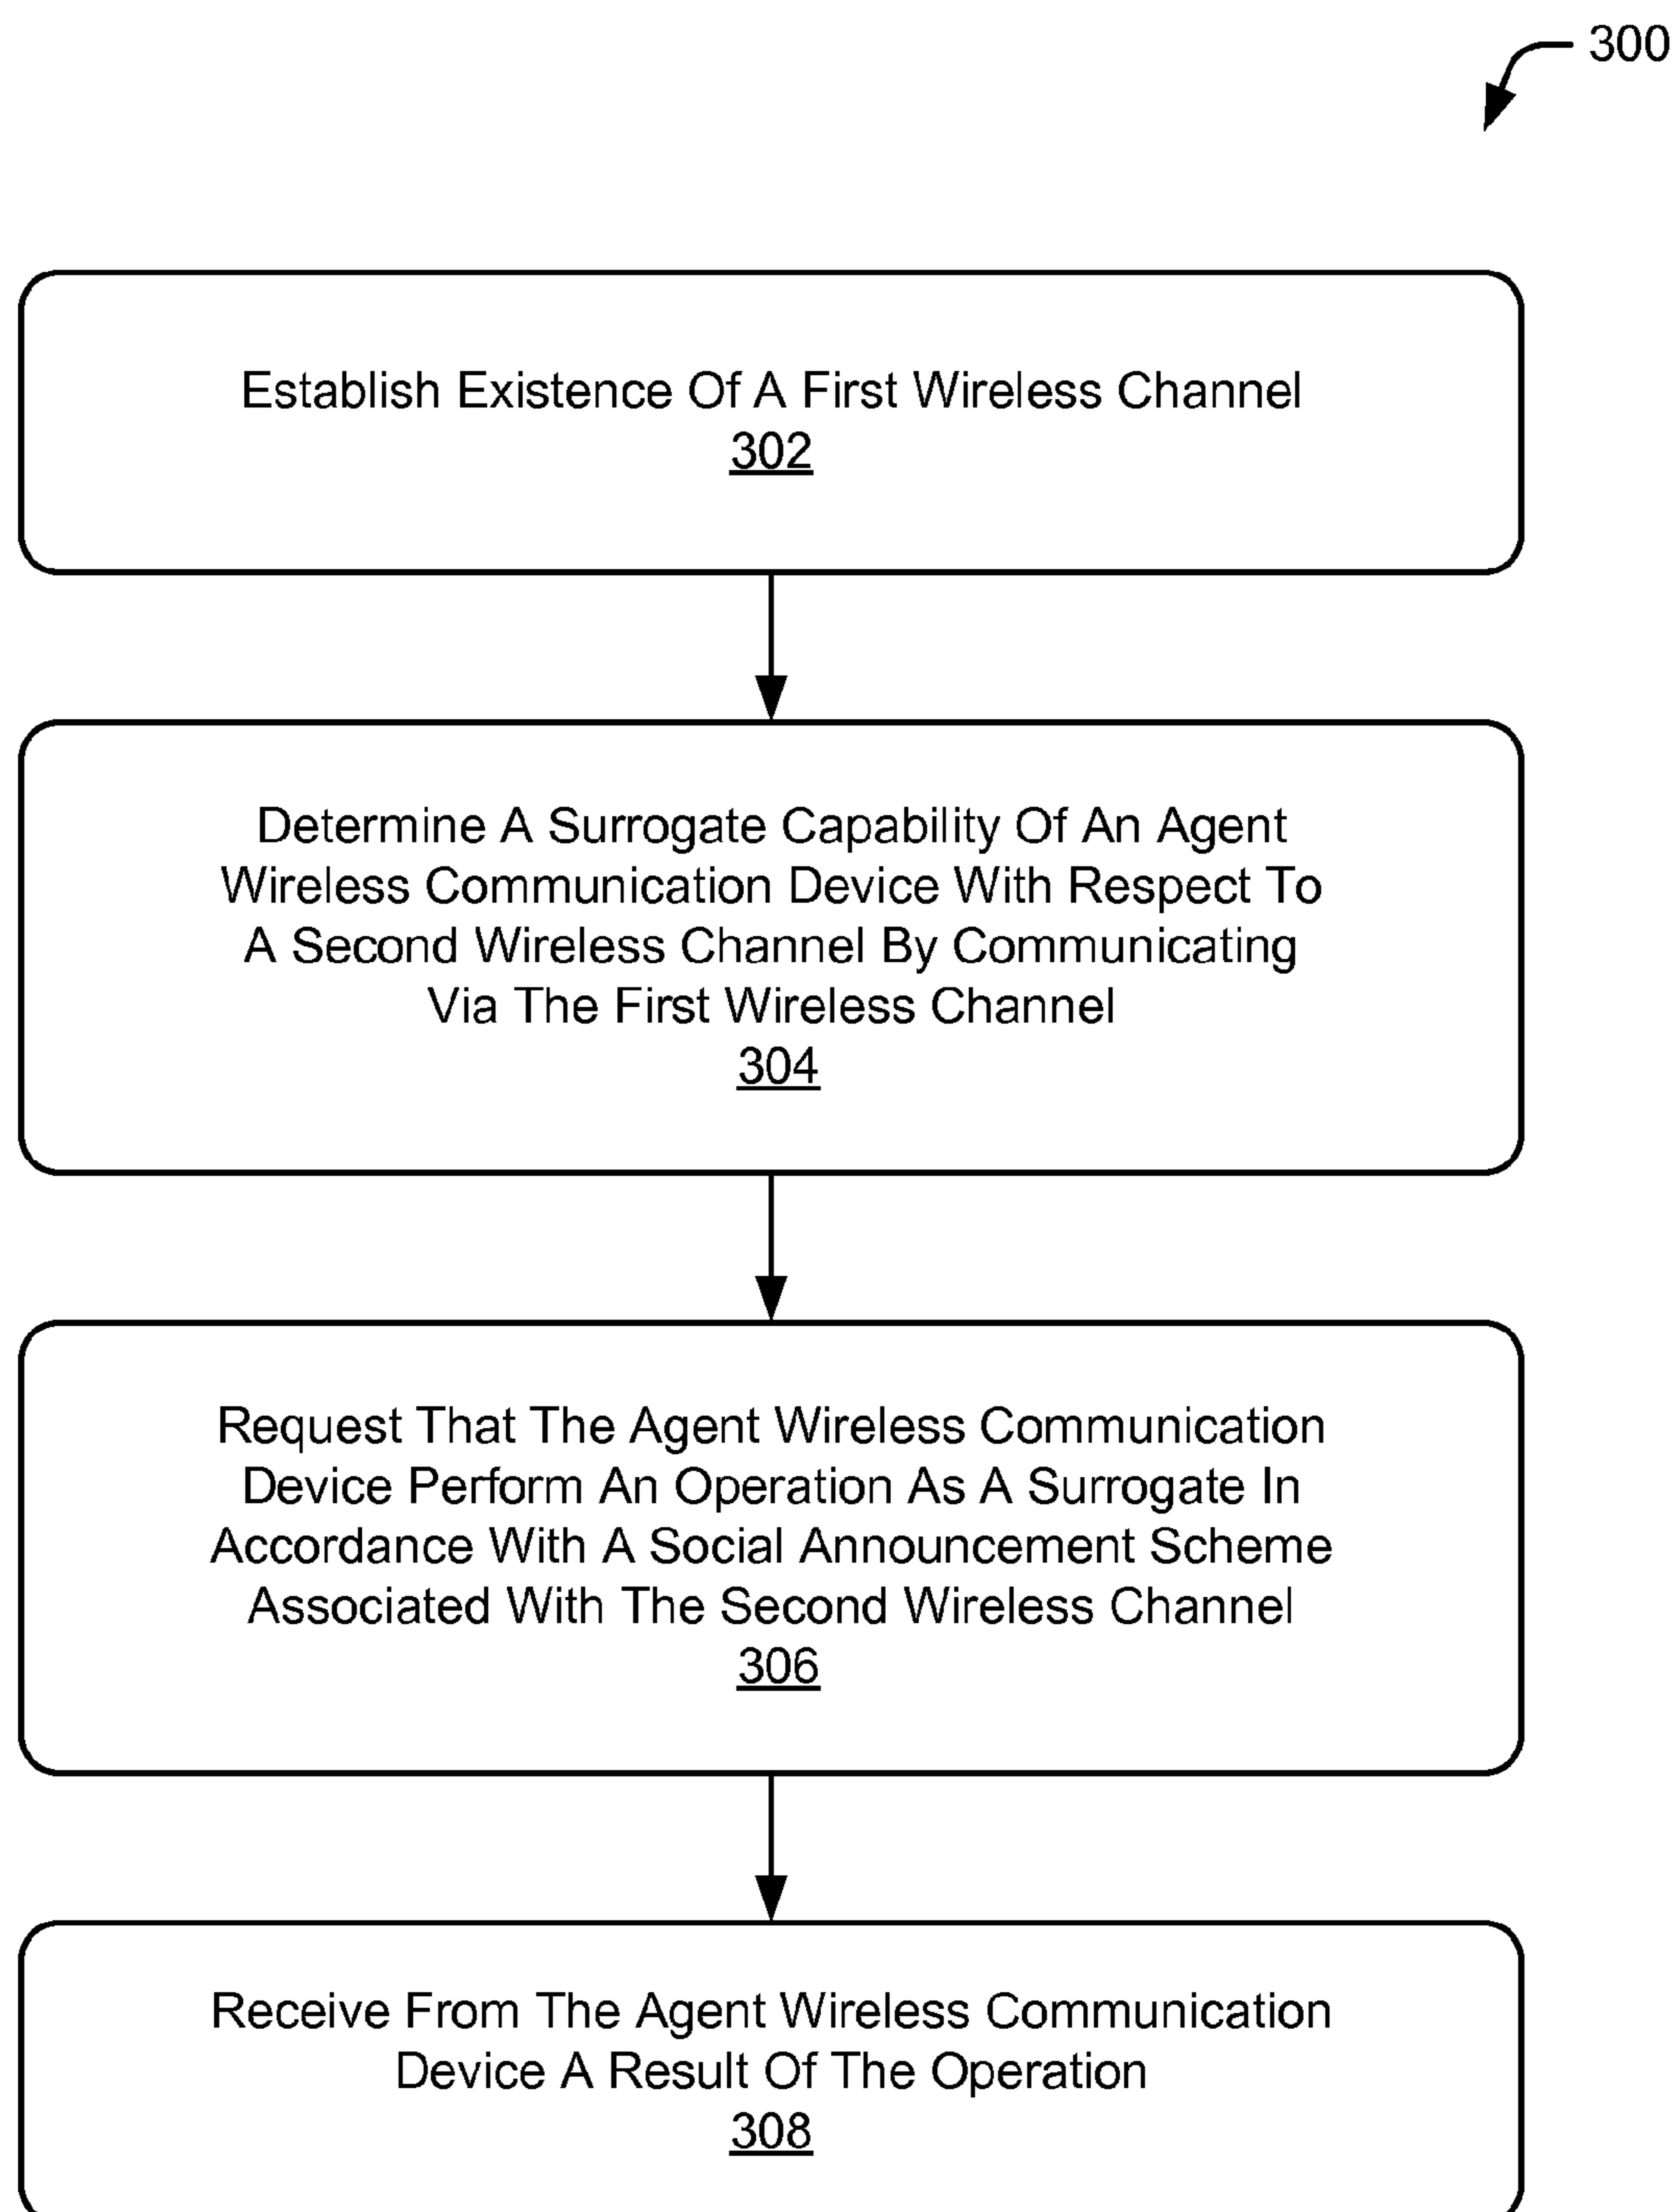 300
Establish Existence Of A First Wireless Channel
302
Determine A Surrogate Capability Of An Agent
Wireless Communication Device With Respect To
A Second Wireless Channel By Communicating
Via The First Wireless Channel
304
Request That The Agent Wireless Communication
Device Perform An Operation As A Surrogate In
Accordance With A Social Announcement Scheme
Associated With The Second Wireless Channel
306
Receive From The Agent Wireless Communication
Device A Result Of The Operation
308